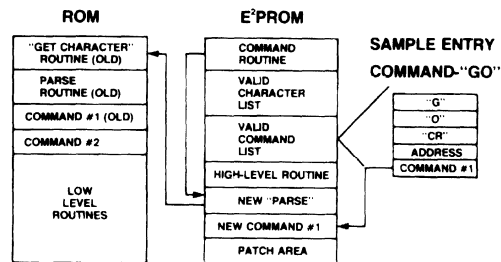 ROM
"GET CHARACTER"
ROUTINE (OLD)
PARSE
ROUTINE (OLD)
COMMAND #1 (OLD)
COMMAND #2
LOW
LEVEL
ROUTINES
E²PROM
COMMAND
ROUTINE
VALID
CHARACTER
LIST
VALID
COMMAND
LIST
HIGH-LEVEL ROUTINE
NEW "PARSE"
NEW COMMAND #1
PATCH AREA
SAMPLE ENTRY
COMMAND-"GO"
"G"
"O"
"CR"
ADDRESS
COMMAND #1